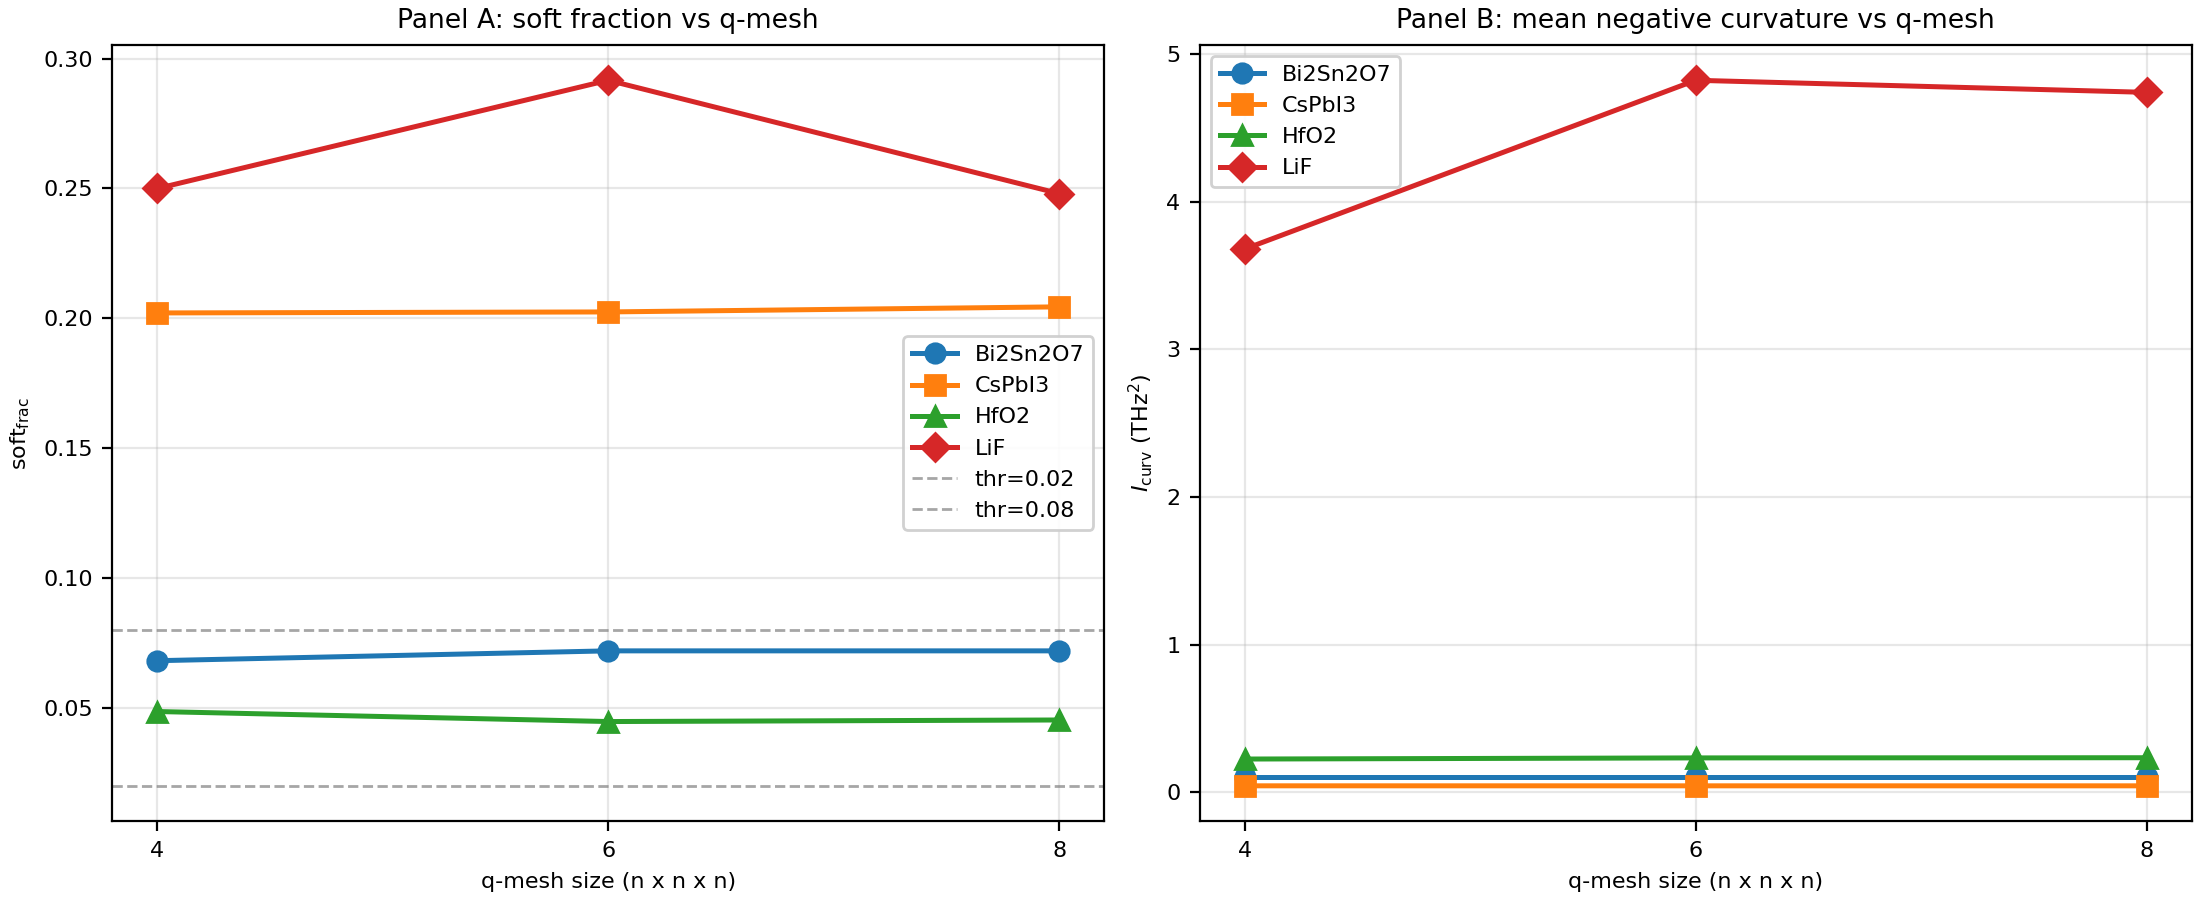 Panel A: soft fraction vs q-mesh
0.30
0.25
0.20
0.15
0.10
0.05
soft_frac
Bi2Sn2O7
CsPbI3
HfO2
LiF
thr=0.02
thr=0.08
4
6
8
q-mesh size (n x n x n)
Panel B: mean negative curvature vs q-mesh
5
4
3
2
1
0
I_curv (THz²)
Bi2Sn2O7
CsPbI3
HfO2
LiF
4
6
8
q-mesh size (n x n x n)